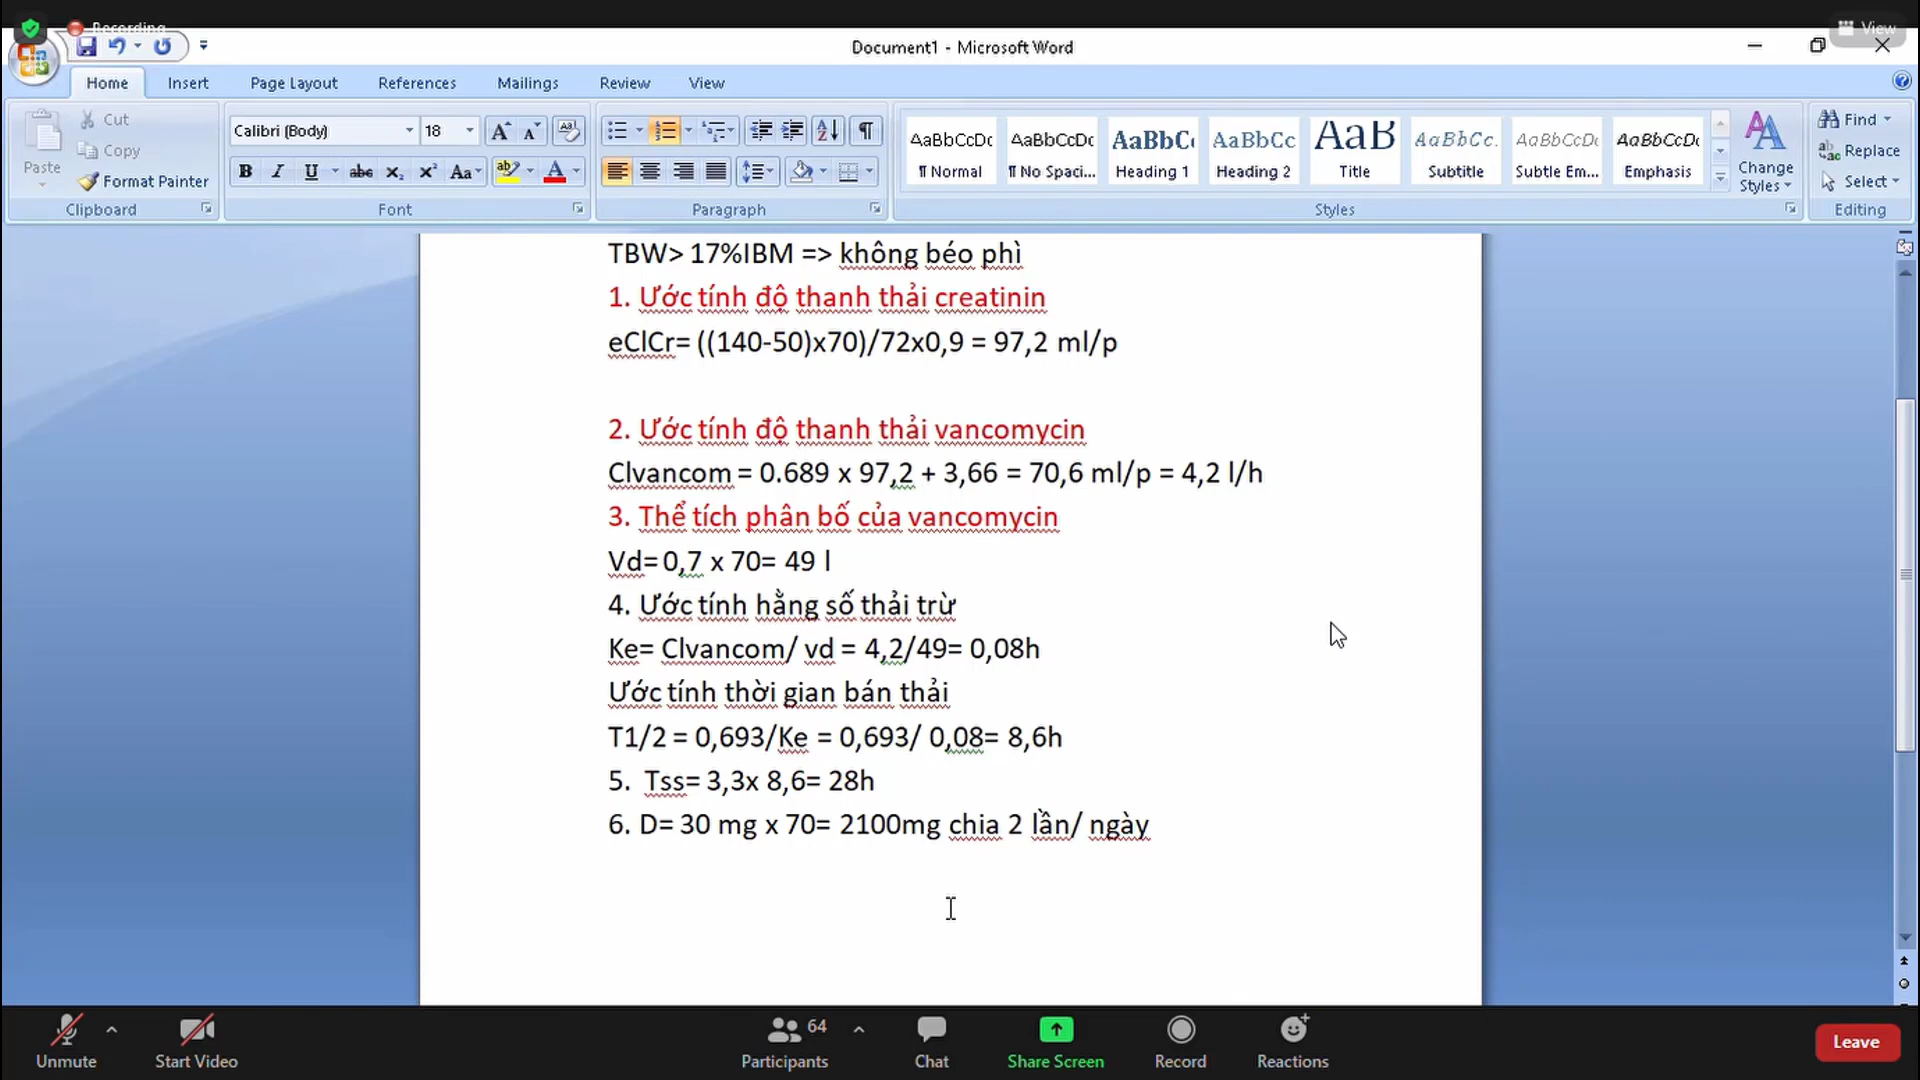 Recording
View
Document1 - Microsoft Word
Home Insert Page Layout References Mailings Review View
Paste
Cut
Copy
Format Painter
Clipboard
Calibri (Body) 18
Font
Paragraph
AaBbCcDc AaBbCcDc AaBbC AaBbCc AaB AaBbCc. AaBbCcDc AaBbCcDc
¶ Normal ¶ No Spaci... Heading 1 Heading 2 Title Subtitle Subtle Em... Emphasis
Change Styles
Styles
Find
Replace
Select
Editing
TBW> 17%IBM => không béo phì
1. Ước tính độ thanh thải creatinin
eClCr= ((140-50)x70)/72x0,9 = 97,2 ml/p
2. Ước tính độ thanh thải vancomycin
Clvancom = 0.689 x 97,2 + 3,66 = 70,6 ml/p = 4,2 l/h
3. Thể tích phân bố của vancomycin
Vd= 0,7 x 70= 49 l
4. Ước tính hằng số thải trừ
Ke= Clvancom/ vd = 4,2/49= 0,08h
Ước tính thời gian bán thải
T1/2 = 0,693/Ke = 0,693/ 0,08= 8,6h
5. Tss= 3,3x 8,6= 28h
6. D= 30 mg x 70= 2100mg chia 2 lần/ ngày
Unmute
Start Video
64
Participants
Chat
Share Screen
Record
Reactions
Leave